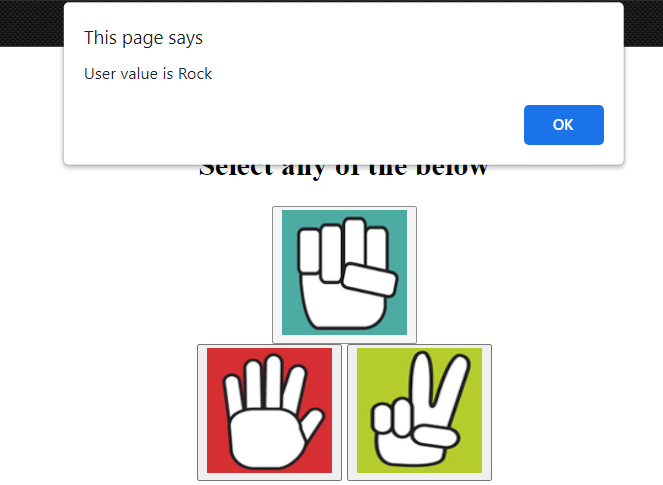 This page says
User value is Rock
OK
Select any of the below